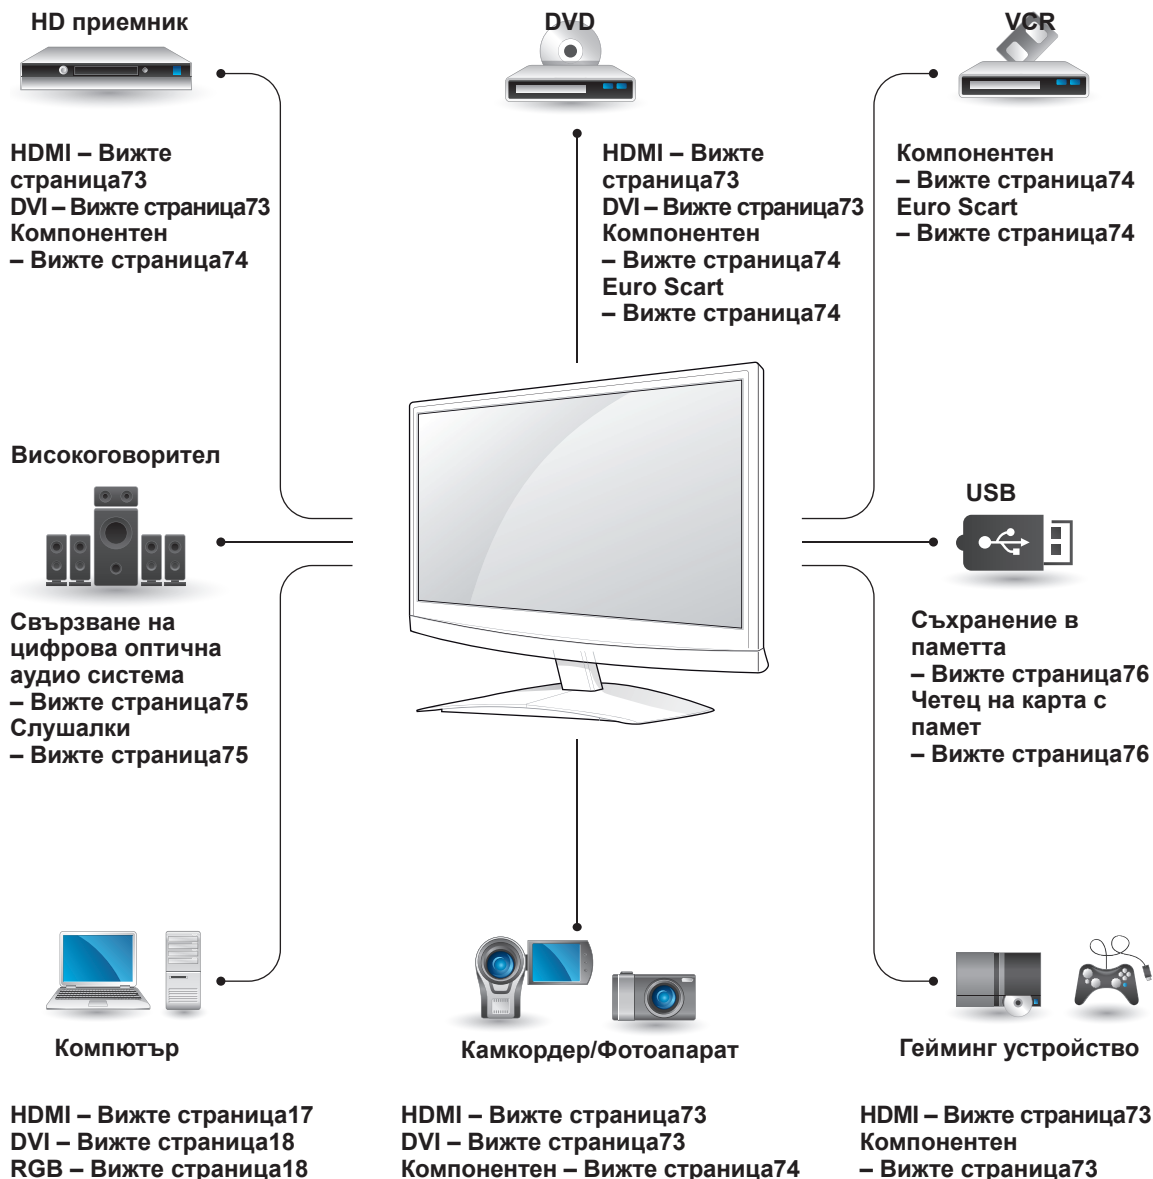 HD приемник
HDMI – Вижте
страница73
DVI – Вижте страница73
Компонентен
– Вижте страница74
DVD
HDMI – Вижте
страница73
DVI – Вижте страница73
Компонентен
– Вижте страница74
Euro Scart
– Вижте страница74
VCR
Компонентен
– Вижте страница74
Euro Scart
– Вижте страница74
Високоговорител
Свързване на
цифрова оптична
аудио система
– Вижте страница75
Слушалки
– Вижте страница75
USB
Съхранение в
паметта
– Вижте страница76
Четец на карта с
памет
– Вижте страница76
Компютър
HDMI – Вижте страница17
DVI – Вижте страница18
RGB – Вижте страница18
Камкордер/Фотоапарат
HDMI – Вижте страница73
DVI – Вижте страница73
Компонентен – Вижте страница74
Гейминг устройство
HDMI – Вижте страница73
Компонентен
– Вижте страница73